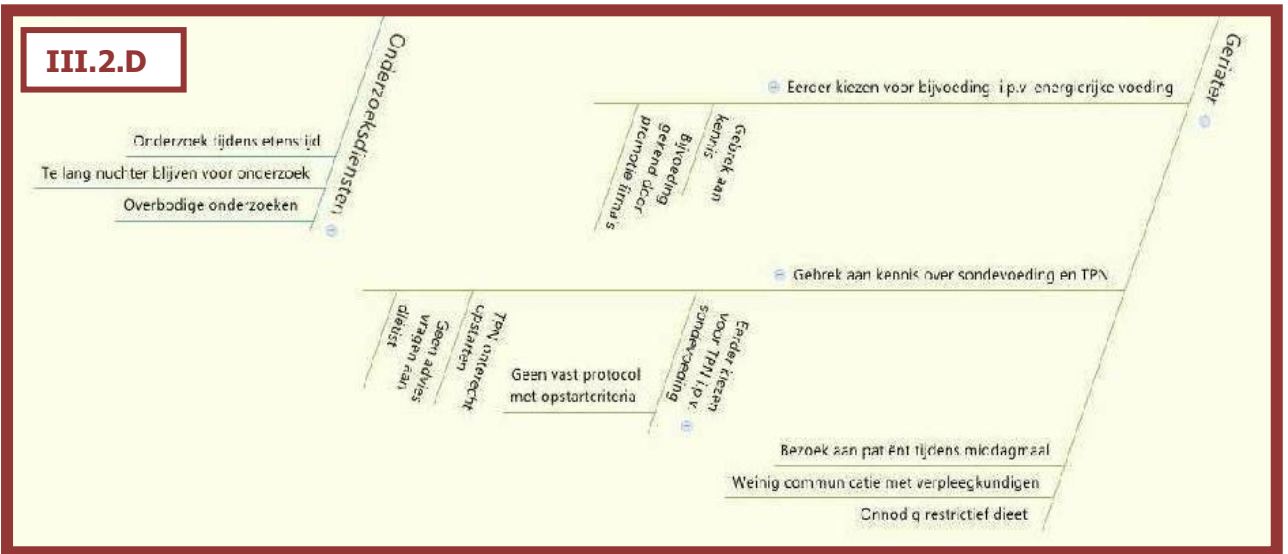 III.2.D
Onderzoeksdiensten
Onderzoek tijdens etenstijd
Te lang nuchter blijven voor onderzoek
Overbodige onderzoeken
Geriater
Eerder kiezen voor bijvoeding i.p.v. energierijke voeding
Gebrek aan
kennis
Bijvoeding
gerend door
promotie firma's
Gebrek aan kennis over sondevoeding en TPN
Eerder kiezen
voor TPN i.p.v.
sondevoeding
Geen vast protocol
met opstartcriteria
TPN onterecht
opstarten
Geen advies
vragen aan
diëtist
Bezoek aan patiënt tijdens middagmaal
Weinig communicatie met verpleegkundigen
Onnodig restrictief dieet